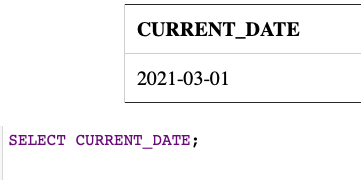 CURRENT_DATE
2021-03-01
SELECT CURRENT_DATE;